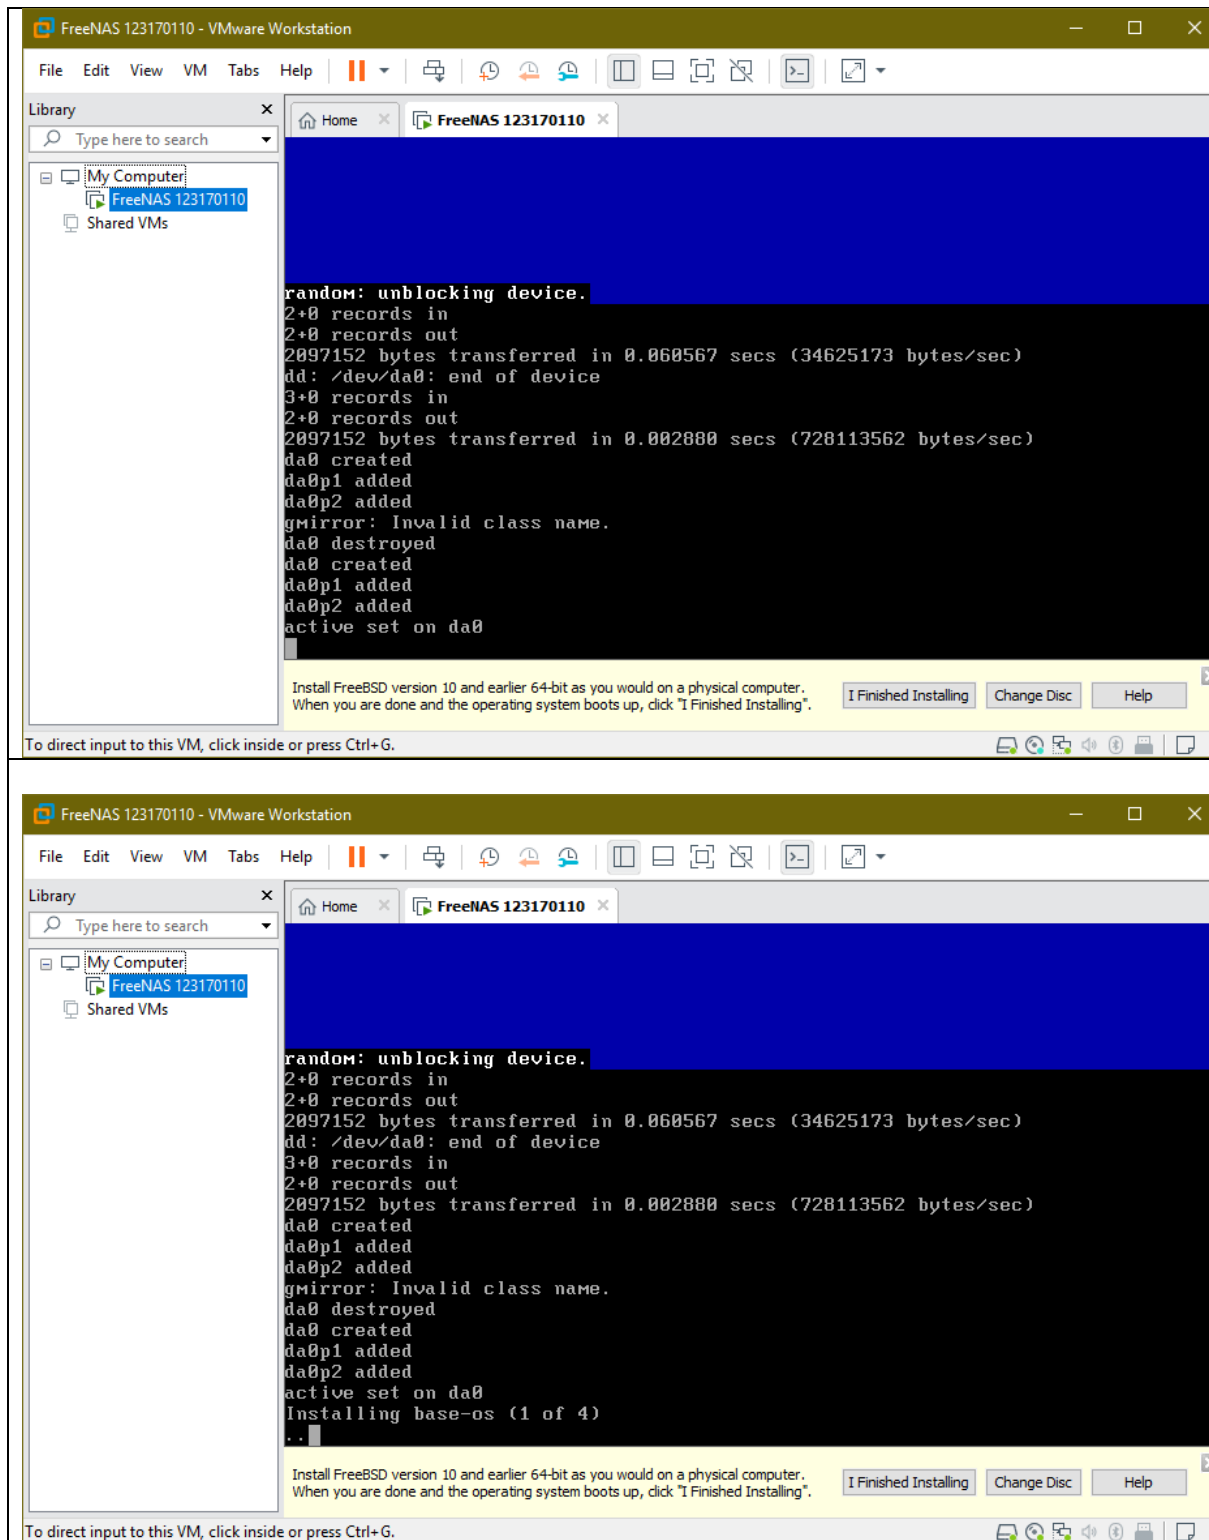 FreeNAS 123170110 - VMware Workstation
File Edit View VM Tabs Help
Library
Home
FreeNAS 123170110
Type here to search
My Computer
FreeNAS 123170110
Shared VMs
random: unblocking device.
2+0 records in
2+0 records out
2097152 bytes transferred in 0.060567 secs (34625173 bytes/sec)
dd: /dev/da0: end of device
3+0 records in
2+0 records out
2097152 bytes transferred in 0.002880 secs (728113562 bytes/sec)
da0 created
da0p1 added
da0p2 added
gmirror: Invalid class name.
da0 destroyed
da0 created
da0p1 added
da0p2 added
active set on da0
Install FreeBSD version 10 and earlier 64-bit as you would on a physical computer.
When you are done and the operating system boots up, click "I Finished Installing".
I Finished Installing
Change Disc
Help
To direct input to this VM, click inside or press Ctrl+G.
FreeNAS 123170110 - VMware Workstation
File Edit View VM Tabs Help
Library
Home
FreeNAS 123170110
Type here to search
My Computer
FreeNAS 123170110
Shared VMs
random: unblocking device.
2+0 records in
2+0 records out
2097152 bytes transferred in 0.060567 secs (34625173 bytes/sec)
dd: /dev/da0: end of device
3+0 records in
2+0 records out
2097152 bytes transferred in 0.002880 secs (728113562 bytes/sec)
da0 created
da0p1 added
da0p2 added
gmirror: Invalid class name.
da0 destroyed
da0 created
da0p1 added
da0p2 added
active set on da0
Installing base-os (1 of 4)
..
Install FreeBSD version 10 and earlier 64-bit as you would on a physical computer.
When you are done and the operating system boots up, click "I Finished Installing".
I Finished Installing
Change Disc
Help
To direct input to this VM, click inside or press Ctrl+G.